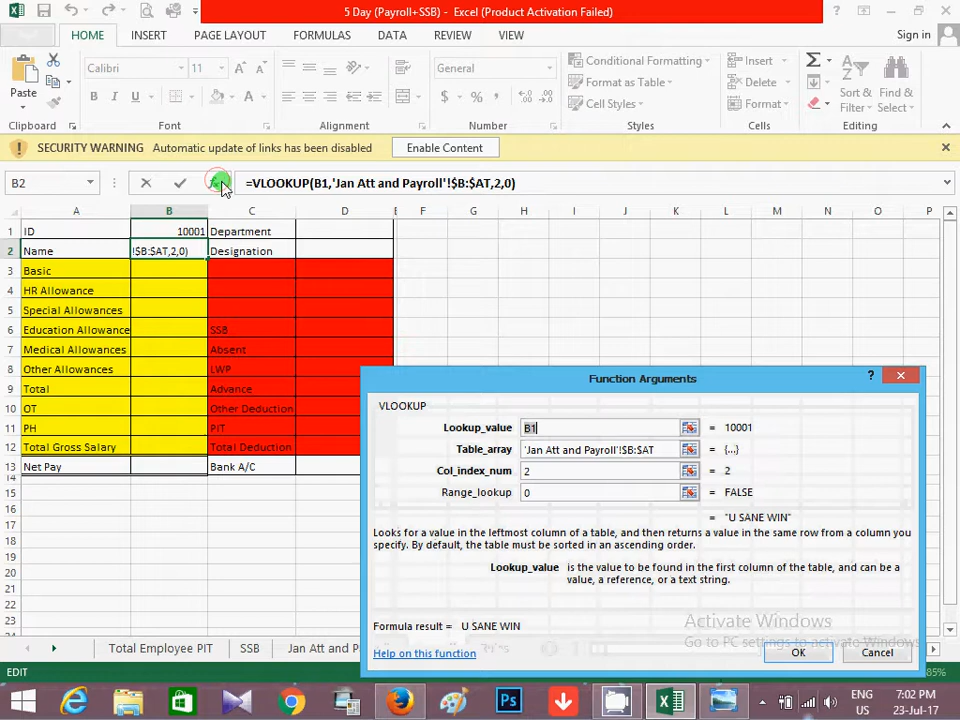 5 Day (Payroll+SSB) - Excel (Product Activation Failed)
HOME INSERT PAGE LAYOUT FORMULAS DATA REVIEW VIEW Sign in
Paste
Calibri 11
B I U A
General
$ % ,
Conditional Formatting
Format as Table
Cell Styles
Insert
Delete
Format
Sort & Filter
Find & Select
Clipboard Font Alignment Number Styles Cells Editing
SECURITY WARNING Automatic update of links has been disabled Enable Content
B2 =VLOOKUP(B1,'Jan Att and Payroll'!$B:$AT,2,0)
A B C D E F G H I J K L M N O P
1 ID 10001 Department
2 Name !$B:$AT,2,0) Designation
3 Basic
4 HR Allowance
5 Special Allowances
6 Education Allowance SSB
7 Medical Allowances Absent
8 Other Allowances LWP
9 Total Advance
10 OT Other Deduction
11 PH PIT
12 Total Gross Salary Total Deduction
13 Net Pay Bank A/C
14
15
16
17
18
19
20
21
22
23
Function Arguments
VLOOKUP
Lookup_value B1 = 10001
Table_array 'Jan Att and Payroll'!$B:$AT = {...}
Col_index_num 2 = 2
Range_lookup 0 = FALSE
= "U SANE WIN"
Looks for a value in the leftmost column of a table, and then returns a value in the same row from a column you
specify. By default, the table must be sorted in an ascending order.
Lookup_value is the value to be found in the first column of the table, and can be a
value, a reference, or a text string.
Formula result = U SANE WIN
Help on this function
OK Cancel
Activate Windows
Go to PC settings to activate Windows.
Total Employee PIT SSB Jan Att and P
EDIT 85%
ENG
CODE
7:02 PM
23-Jul-17